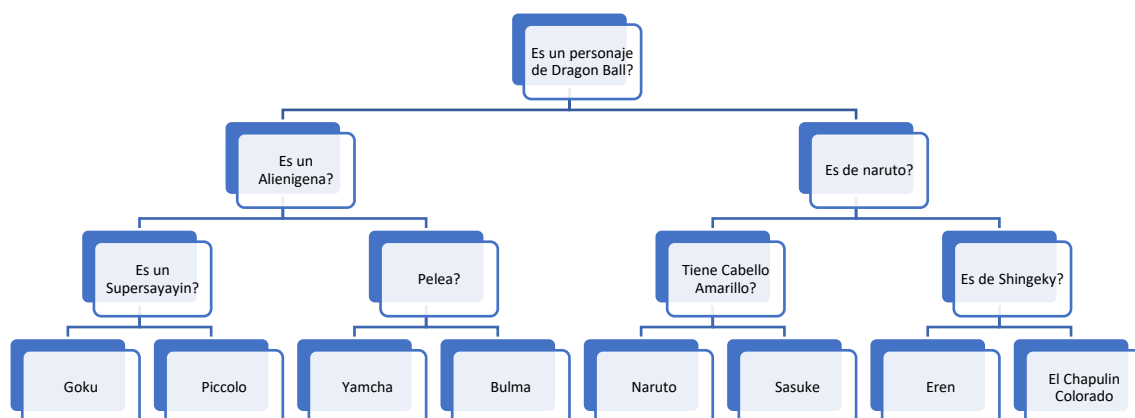 Es un personaje
de Dragon Ball?
Es un
Alienigena?
Es de naruto?
Es un
Supersayayin?
Pelea?
Tiene Cabello
Amarillo?
Es de Shingeky?
Goku
Piccolo
Yamcha
Bulma
Naruto
Sasuke
Eren
El Chapulin
Colorado